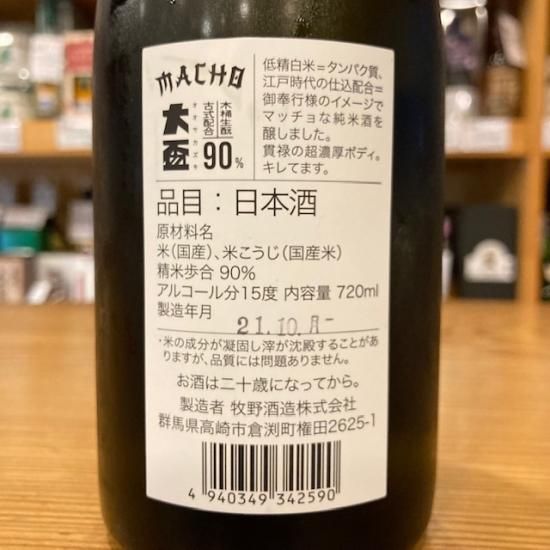 MACHO
大盃
オオサカズキ
木桶生酛
古式配合
90%
低精白米=タンパク質、
江戸時代の仕込配合=
御奉行様のイメージで
マッチョな純米酒を
醸しました。
貫禄の超濃厚ボディ。
キレてます。
品目:日本酒
原材料名
米(国産)、米こうじ(国産米)
精米歩合 90%
アルコール分15度 内容量 720ml
製造年月 21.10.月-
・米の成分が凝固し滓が沈殿することがあ
りますが、品質には問題ありません。
お酒は二十歳になってから。
製造者 牧野酒造株式会社
群馬県高崎市倉渕町権田2625-1
4 940349 342590